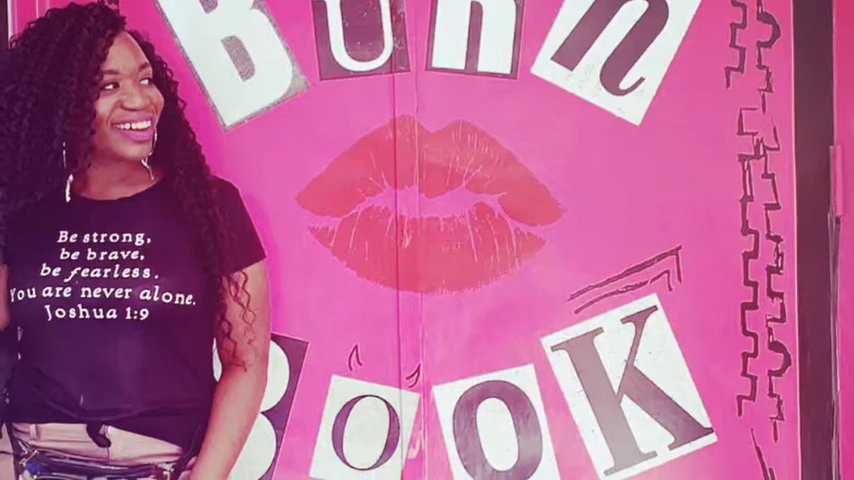 BURN
Be strong,
be brave,
be fearless.
You are never alone.
Joshua 1:9
BOOK